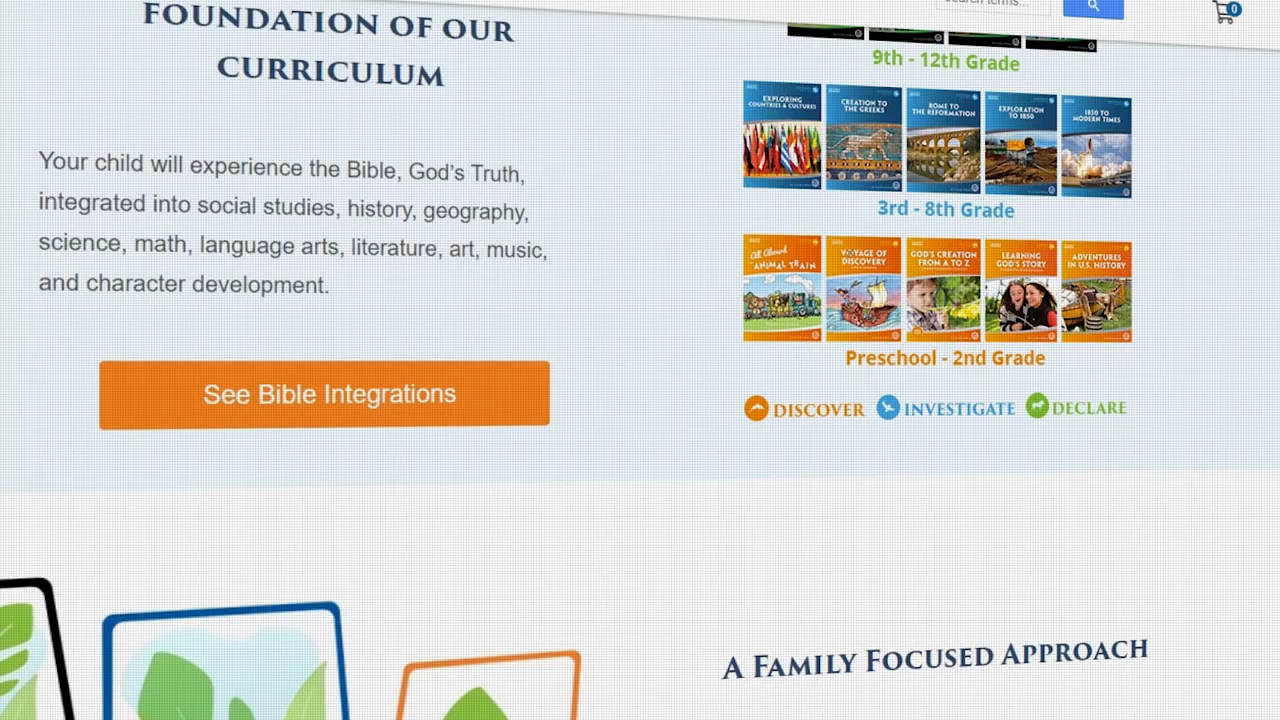 FOUNDATION OF OUR
CURRICULUM
Your child will experience the Bible, God's Truth,
integrated into social studies, history, geography,
science, math, language arts, literature, art, music,
and character development.
See Bible Integrations
Search terms...
0
9th - 12th Grade
EXPLORING
COUNTRIES & CULTURES
CREATION TO
THE GREEKS
ROME TO
THE REFORMATION
EXPLORATION
TO 1850
1850 TO
MODERN TIMES
3rd - 8th Grade
All Aboard
THE ANIMAL TRAIN
VOYAGE OF
DISCOVERY
GOD'S CREATION
FROM A TO Z
LEARNING
GOD'S STORY
ADVENTURES
IN U.S. HISTORY
Preschool - 2nd Grade
DISCOVER INVESTIGATE DECLARE
A FAMILY FOCUSED APPROACH